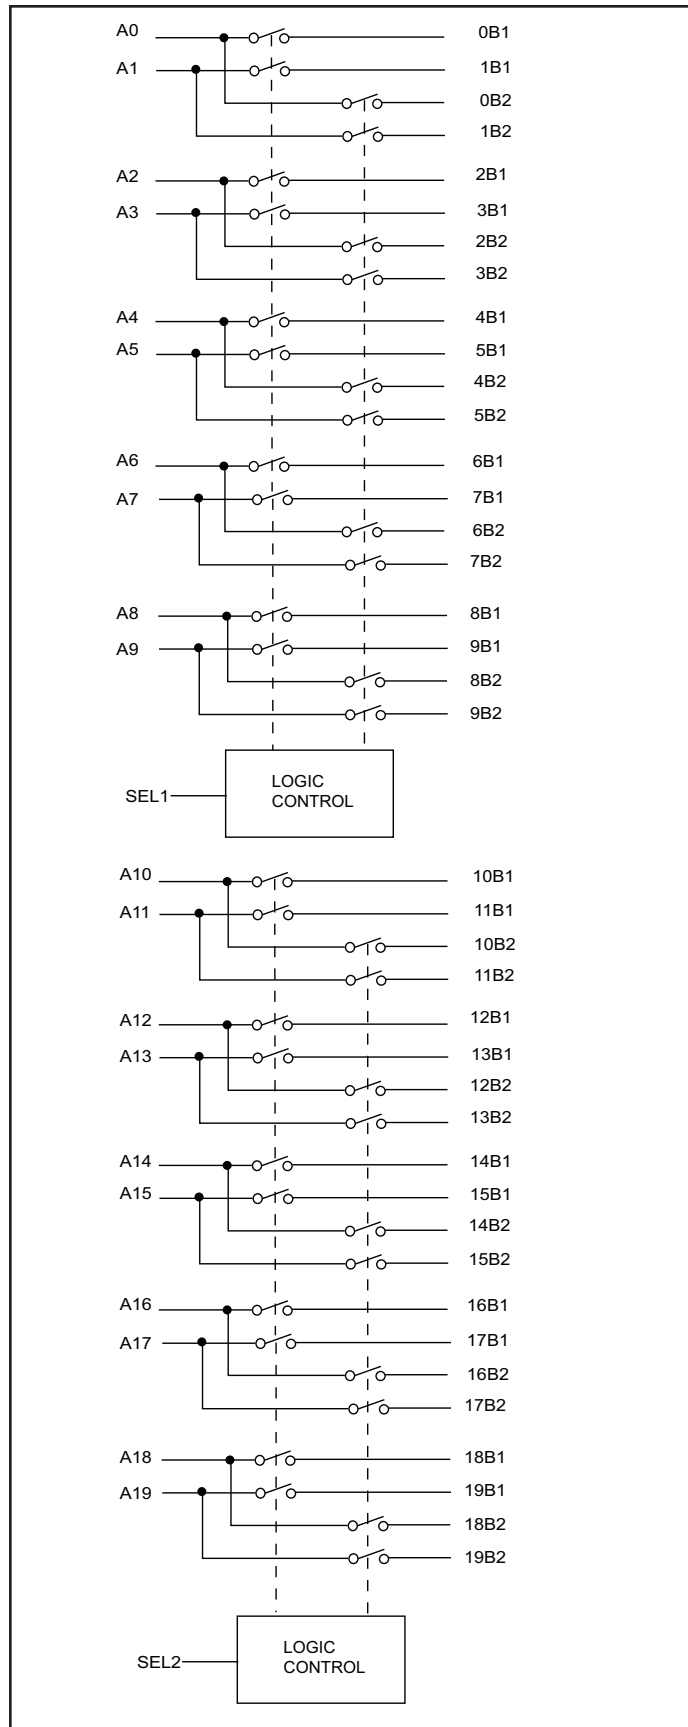 A0 0B1
A1 1B1
0B2
1B2
A2 2B1
A3 3B1
2B2
3B2
A4 4B1
A5 5B1
4B2
5B2
A6 6B1
A7 7B1
6B2
7B2
A8 8B1
A9 9B1
8B2
9B2
SEL1
LOGIC
CONTROL
A10 10B1
A11 11B1
10B2
11B2
A12 12B1
A13 13B1
12B2
13B2
A14 14B1
A15 15B1
14B2
15B2
A16 16B1
A17 17B1
16B2
17B2
A18 18B1
A19 19B1
18B2
19B2
SEL2
LOGIC
CONTROL